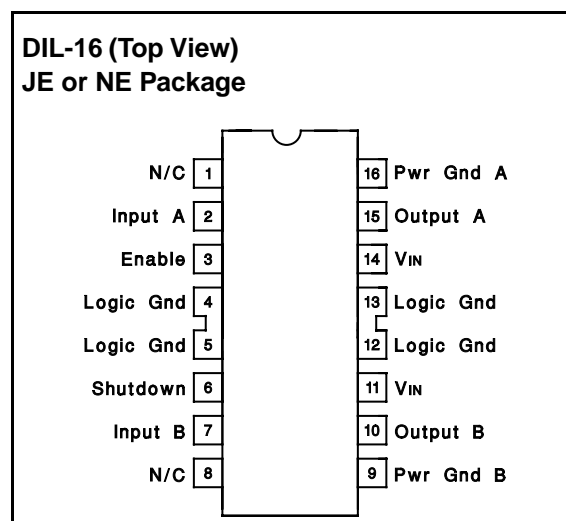 DIL-16 (Top View)
JE or NE Package
N/C 1 16 Pwr Gnd A
Input A 2 15 Output A
Enable 3 14 VIN
Logic Gnd 4 13 Logic Gnd
Logic Gnd 5 12 Logic Gnd
Shutdown 6 11 VIN
Input B 7 10 Output B
N/C 8 9 Pwr Gnd B